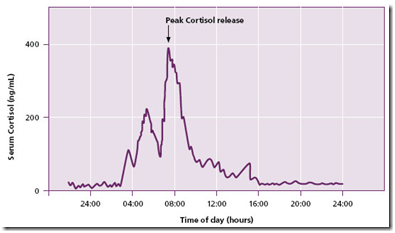 Peak Cortisol release
400
200
0
Serum Cortisol (ng/mL)
24:00 04:00 08:00 12:00 16:00 20:00 24:00
Time of day (hours)